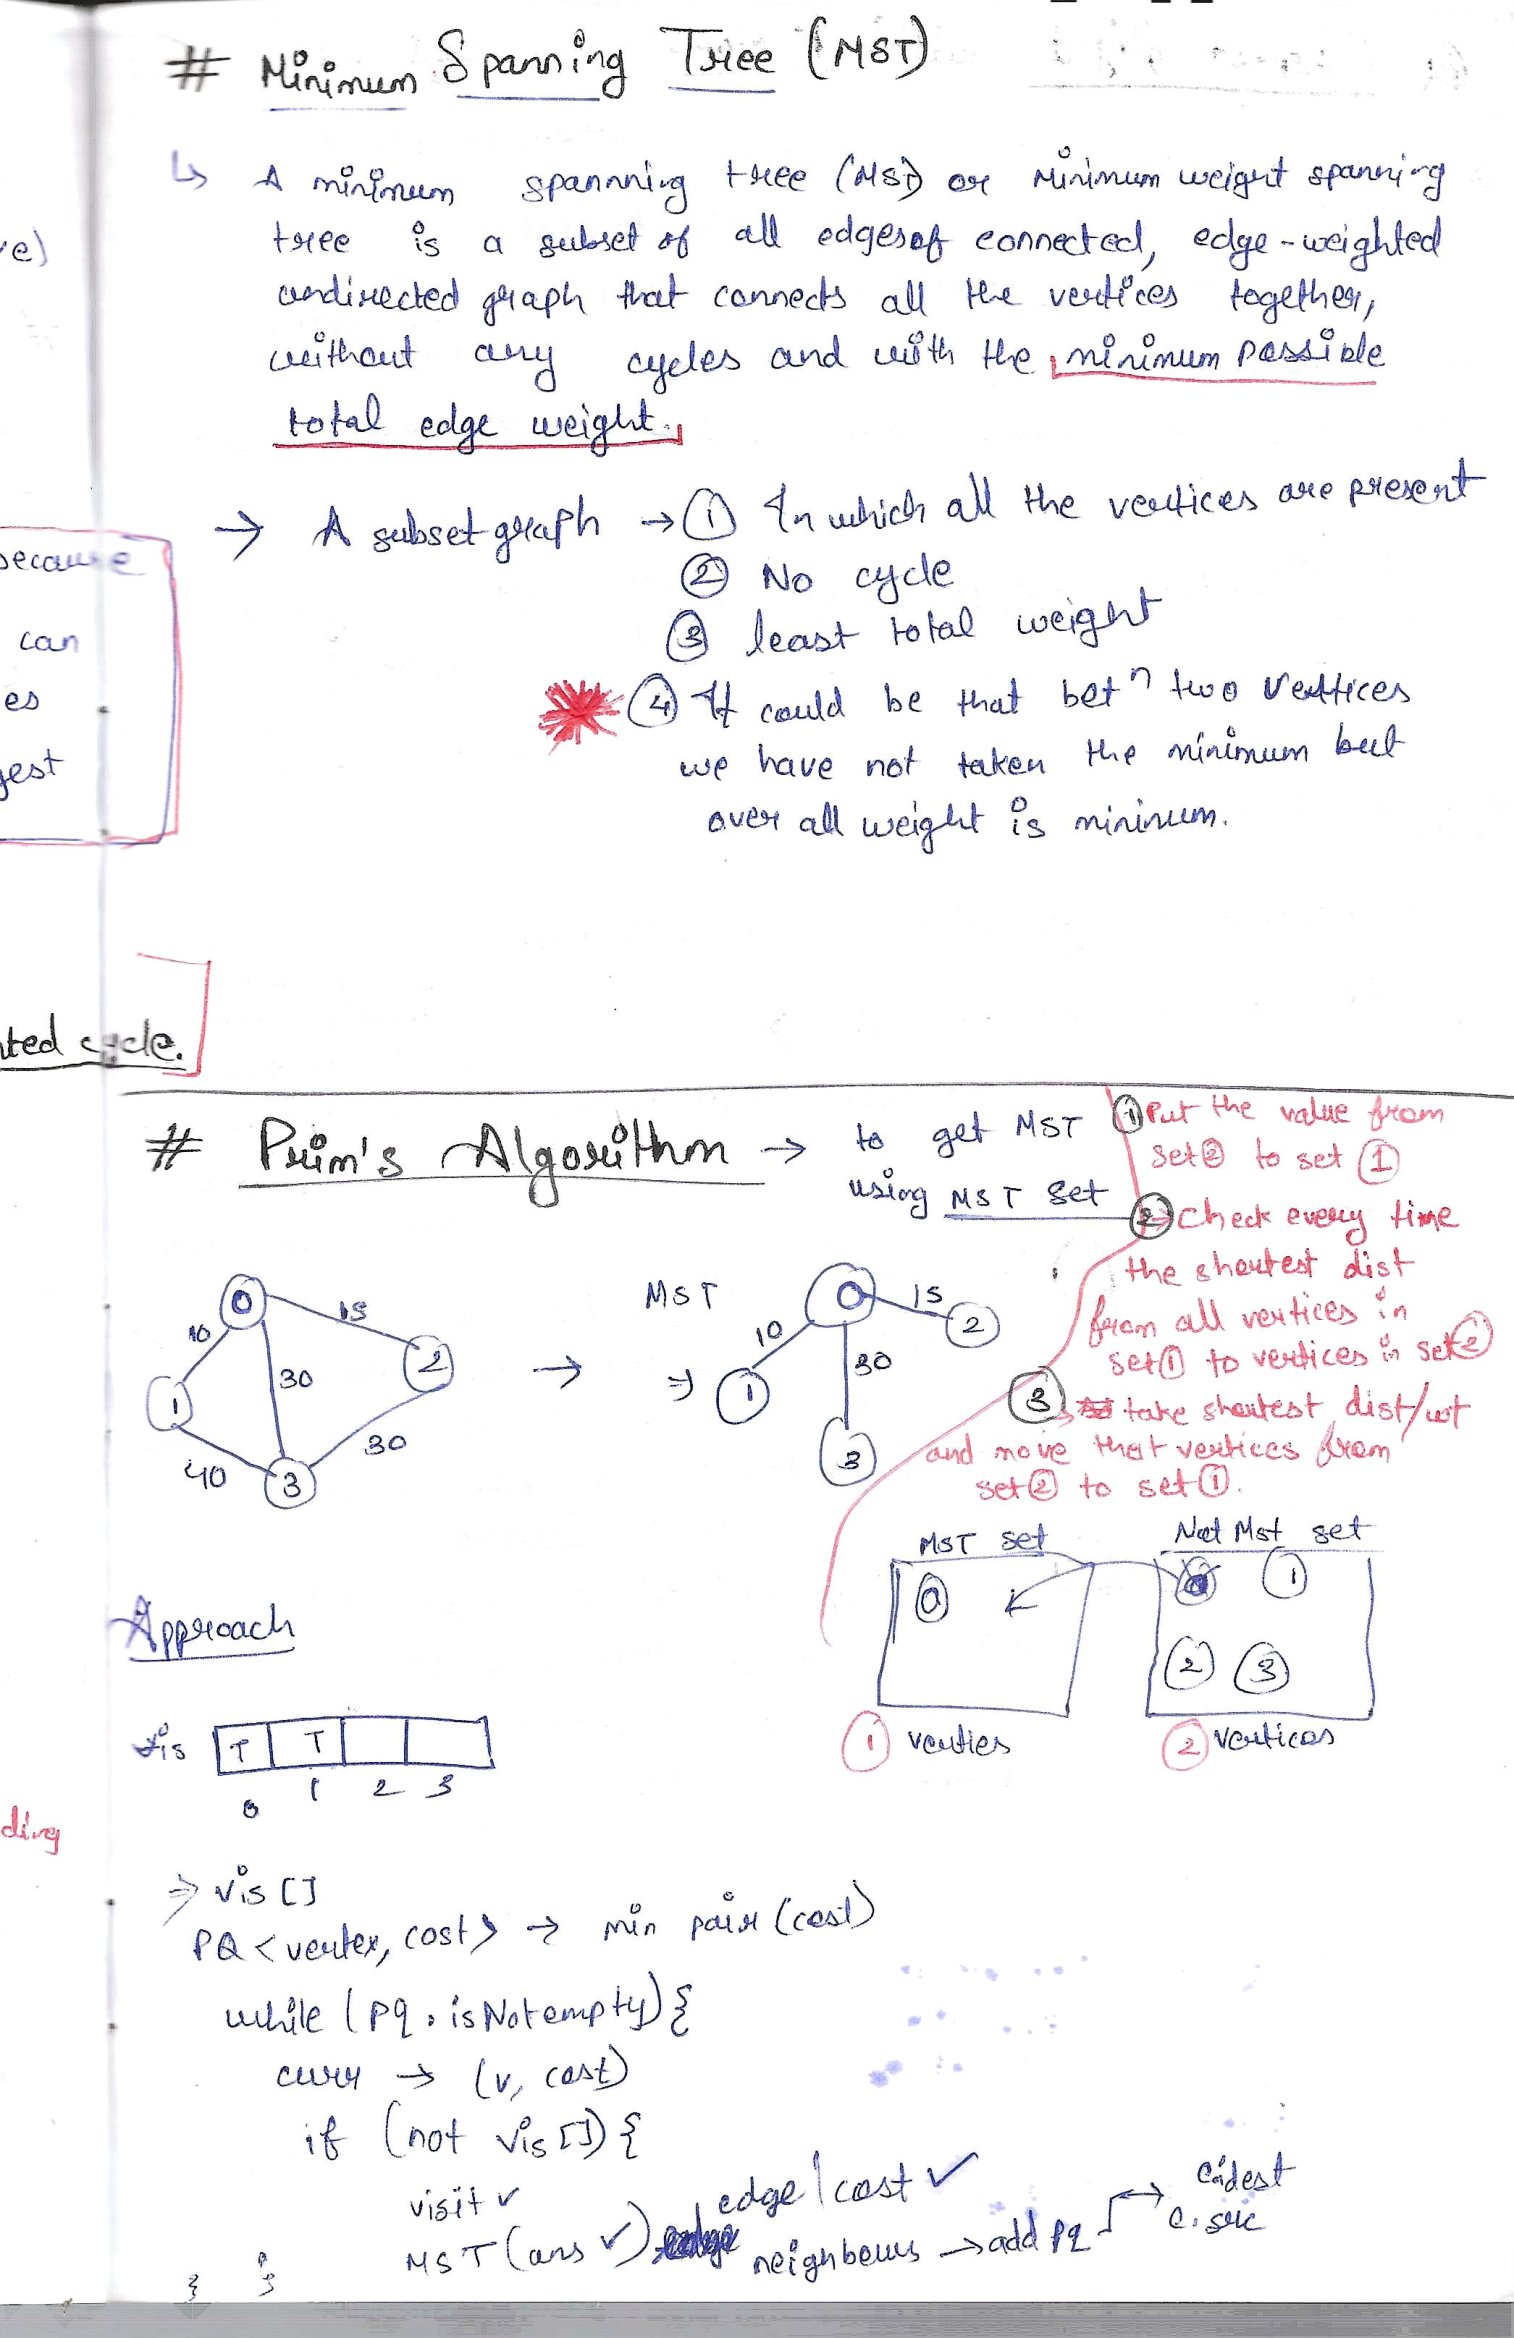 # Minimum Spanning Tree (MST)
↳ A minimum spannning tree (MST) or Minimum weight spanning
tree is a subset of all edges of connected, edge-weighted
undirected graph that connects all the vertices together,
without any cycles and with the minimum possible
total edge weight.
→ A subset graph → ① In which all the vertices are present
② No cycle
③ least total weight
④ It could be that betⁿ two vertices
we have not taken the minimum but
over all weight is minimum.
re)
because
can
es
gest
nted cycle.
# Prim's Algorithm → to get MST
using MST set
① Put the value from
set② to set ①
② → Check every time
the shortest dist
from all vertices in
set① to vertices in set②
③ → take shortest dist/wt
and move that vertices from
set② to set①.
0
10
15
30
1
2
40
30
3
→
MST
⇒
0
15
10
2
30
1
3
MST set
Not Mst set
0
0
1
2
3
① verties
② vertices
Approach
vis
T
T
0
1
2
3
ding
⇒ vis []
PQ <vertex, cost> → min pair (cost)
while (pq. isNotempty) {
curr → (v, cost)
if (not vis[]) {
visit ✓
edge | cost ✓
MST (ans ✓)
neighbours → add pq
→
e.dest
e.src
}
}